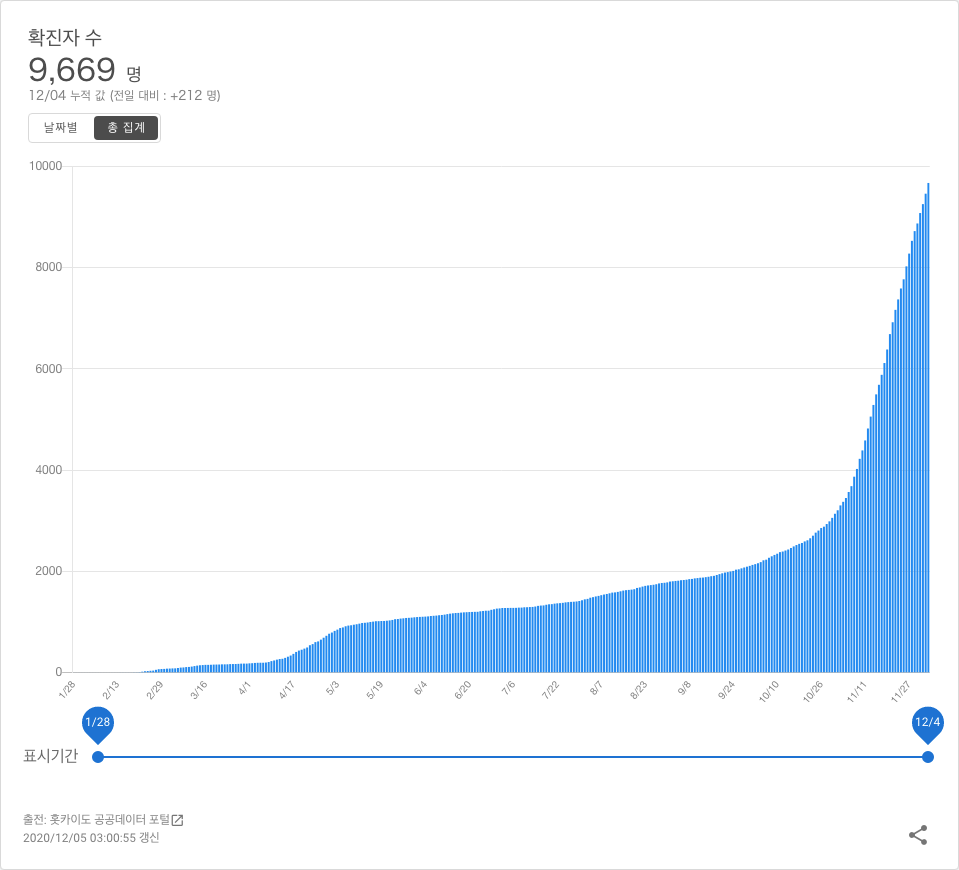 확진자 수
9,669 명
12/04 누적 값 (전일 대비 : +212 명)
날짜별 총 집계
10000
8000
6000
4000
2000
0
1/28 2/13 2/29 3/16 4/1 4/17 5/3 5/19 6/4 6/20 7/6 7/22 8/7 8/23 9/8 9/24 10/10 10/26 11/11 11/27
1/28 12/4
표시기간
출전: 홋카이도 공공데이터 포털
2020/12/05 03:00:55 갱신